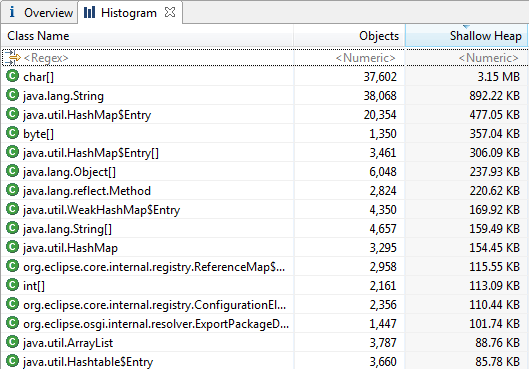 i Overview Histogram
Class Name Objects Shallow Heap
<Regex> <Numeric> <Numeric>
char[] 37,602 3.15 MB
java.lang.String 38,068 892.22 KB
java.util.HashMap$Entry 20,354 477.05 KB
byte[] 1,350 357.04 KB
java.util.HashMap$Entry[] 3,461 306.09 KB
java.lang.Object[] 6,048 237.93 KB
java.lang.reflect.Method 2,824 220.62 KB
java.util.WeakHashMap$Entry 4,350 169.92 KB
java.lang.String[] 4,657 159.49 KB
java.util.HashMap 3,295 154.45 KB
org.eclipse.core.internal.registry.ReferenceMap$... 2,958 115.55 KB
int[] 2,161 113.09 KB
org.eclipse.core.internal.registry.ConfigurationEl... 2,356 110.44 KB
org.eclipse.osgi.internal.resolver.ExportPackageD... 1,447 101.74 KB
java.util.ArrayList 3,787 88.76 KB
java.util.Hashtable$Entry 3,660 85.78 KB